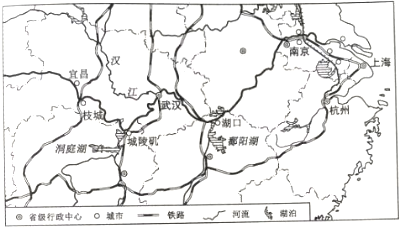 宜昌
汉
江
枝城
武汉
洞庭湖
城陵矶
湖口
鄱阳湖
南京
上海
杭州
省级行政中心 城市 铁路 河流 湖泊